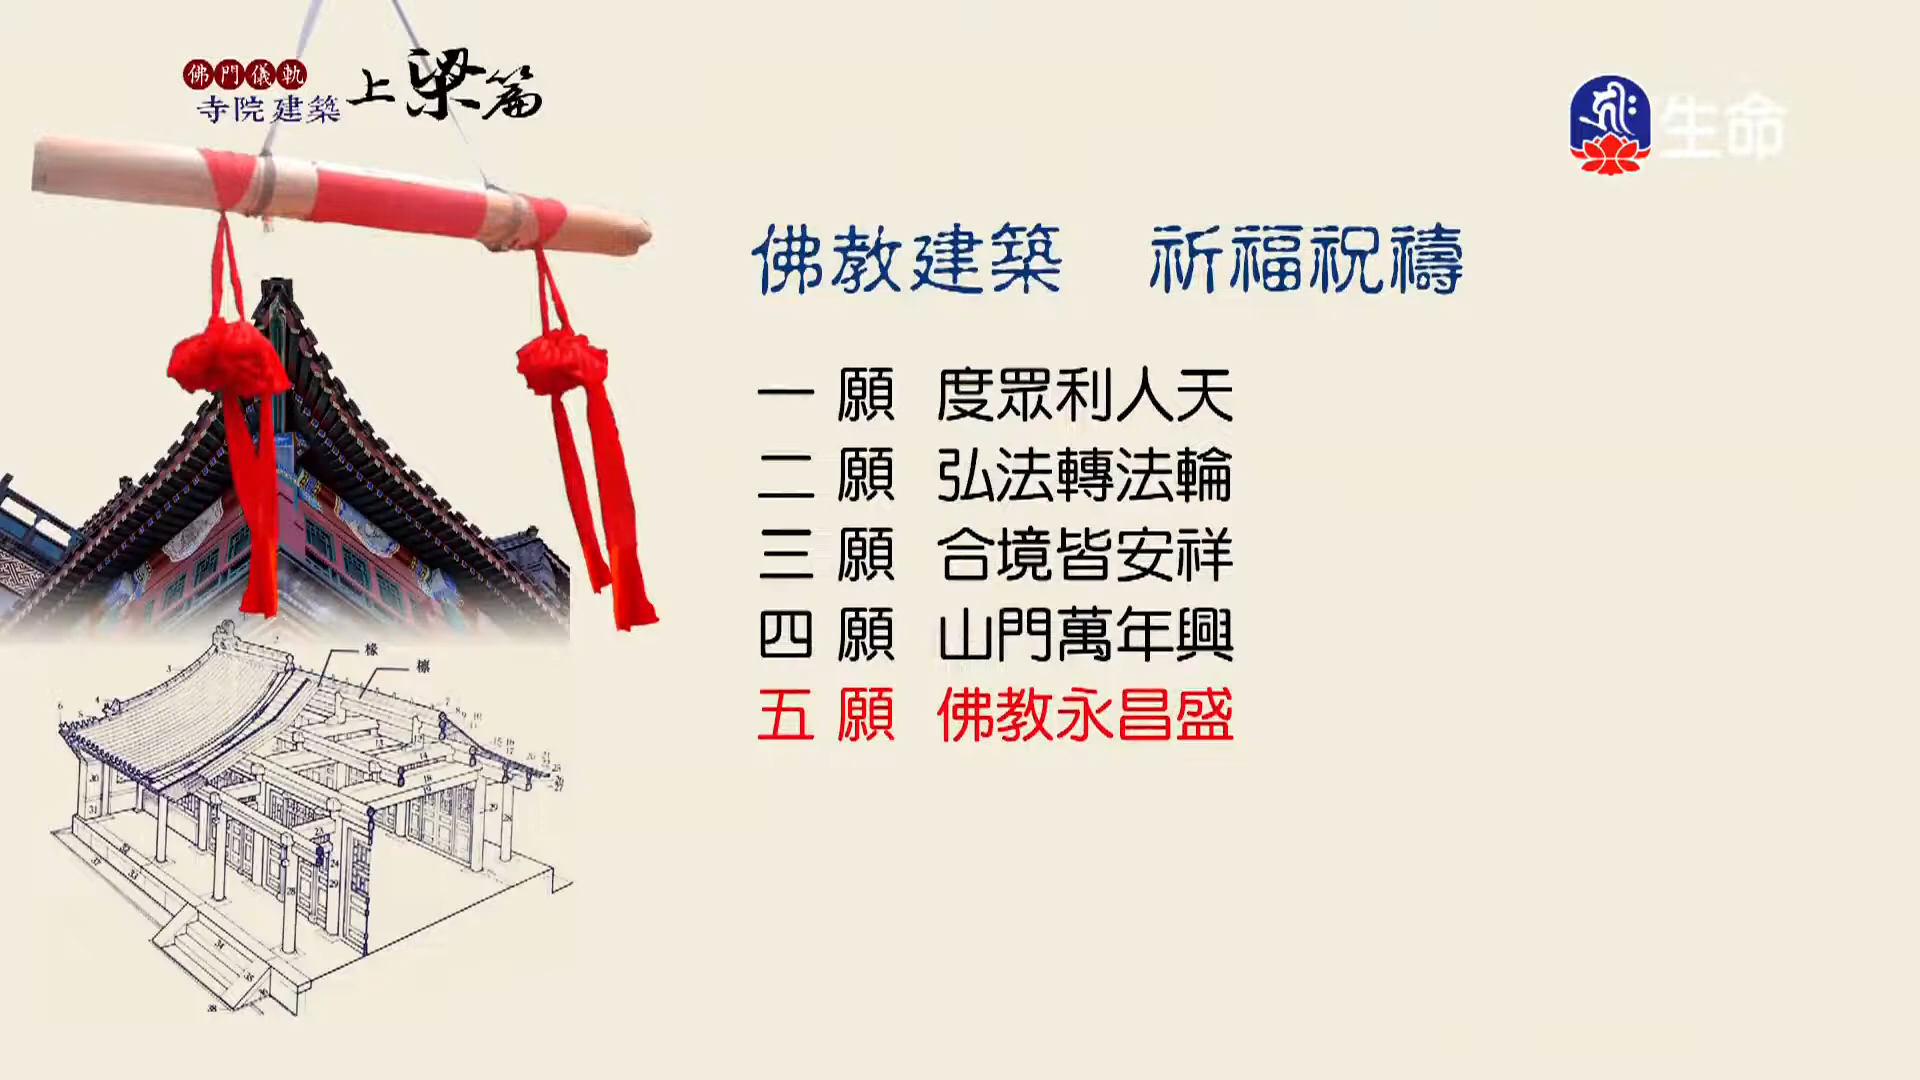 佛門儀軌
寺院建築 上梁篇
生命
佛教建築 祈福祝禱
一願 度眾利人天
二願 弘法轉法輪
三願 合境皆安祥
四願 山門萬年興
五願 佛教永昌盛
椽
檩